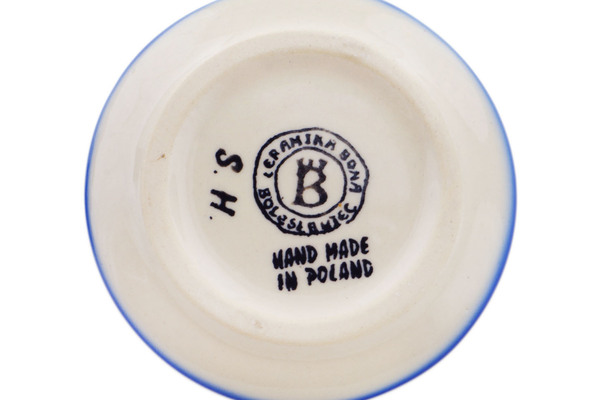 CERAMIKA BONA
BOLESŁAWIEC
B
S. H.
HAND MADE
IN POLAND